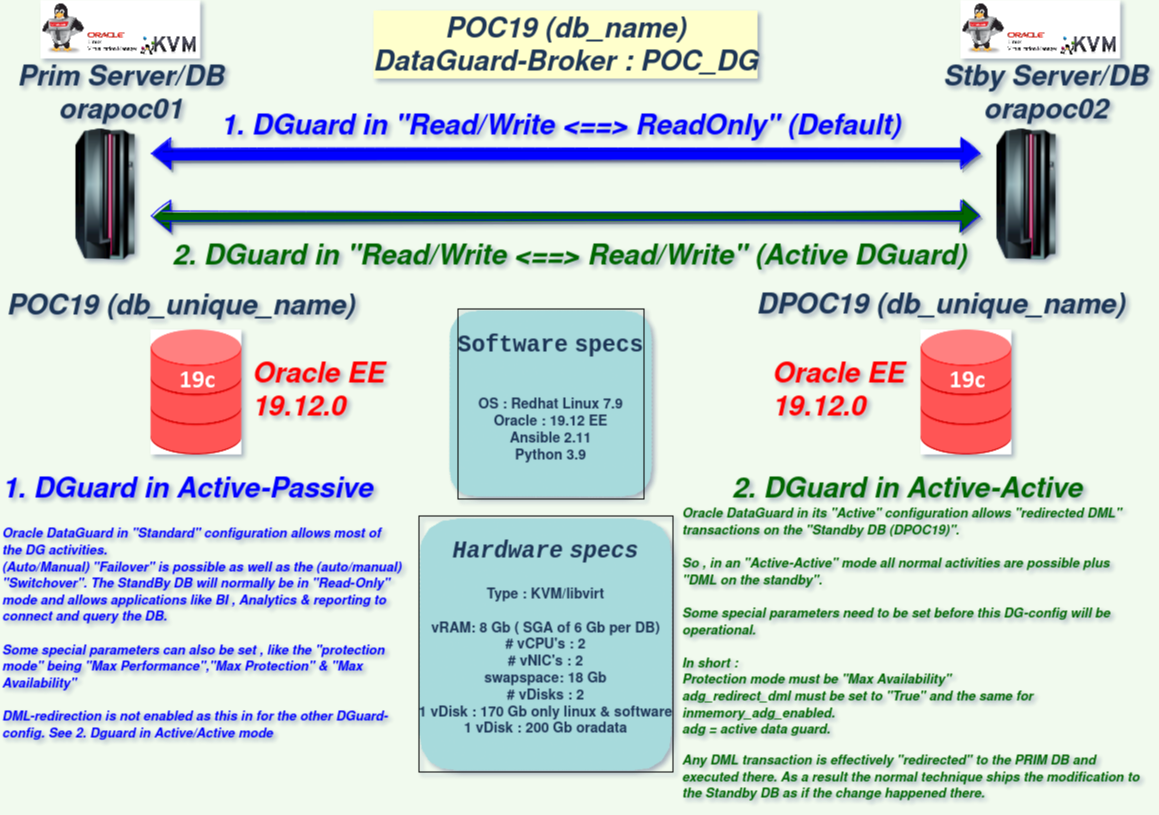 ORACLE
KVM
POC19 (db_name)
DataGuard-Broker : POC_DG
ORACLE
KVM
Prim Server/DB
orapoc01
Stby Server/DB
orapoc02
1. DGuard in "Read/Write <==> ReadOnly" (Default)
2. DGuard in "Read/Write <==> Read/Write" (Active DGuard)
POC19 (db_unique_name)
DPOC19 (db_unique_name)
19c
Oracle EE
19.12.0
Oracle EE
19.12.0
19c
Software specs
OS : Redhat Linux 7.9
Oracle : 19.12 EE
Ansible 2.11
Python 3.9
1. DGuard in Active-Passive
Oracle DataGuard in "Standard" configuration allows most of
the DG activities.
(Auto/Manual) "Failover" is possible as well as the (auto/manual)
"Switchover". The StandBy DB will normally be in "Read-Only"
mode and allows applications like BI , Analytics & reporting to
connect and query the DB.
Some special parameters can also be set , like the "protection
mode" being "Max Performance","Max Protection" & "Max
Availability"
DML-redirection is not enabled as this in for the other DGuard-
config. See 2. Dguard in Active/Active mode
Hardware specs
Type : KVM/libvirt
vRAM: 8 Gb ( SGA of 6 Gb per DB)
# vCPU's : 2
# vNIC's : 2
swapspace: 18 Gb
# vDisks : 2
1 vDisk : 170 Gb only linux & software
1 vDisk : 200 Gb oradata
2. DGuard in Active-Active
Oracle DataGuard in its "Active" configuration allows "redirected DML"
transactions on the "Standby DB (DPOC19)".
So , in an "Active-Active" mode all normal activities are possible plus
"DML on the standby".
Some special parameters need to be set before this DG-config will be
operational.
In short :
Protection mode must be "Max Availability"
adg_redirect_dml must be set to "True" and the same for
inmemory_adg_enabled.
adg = active data guard.
Any DML transaction is effectively "redirected" to the PRIM DB and
executed there. As a result the normal technique ships the modification to
the Standby DB as if the change happened there.